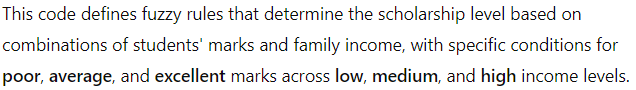 This code defines fuzzy rules that determine the scholarship level based on
combinations of students' marks and family income, with specific conditions for
poor, average, and excellent marks across low, medium, and high income levels.